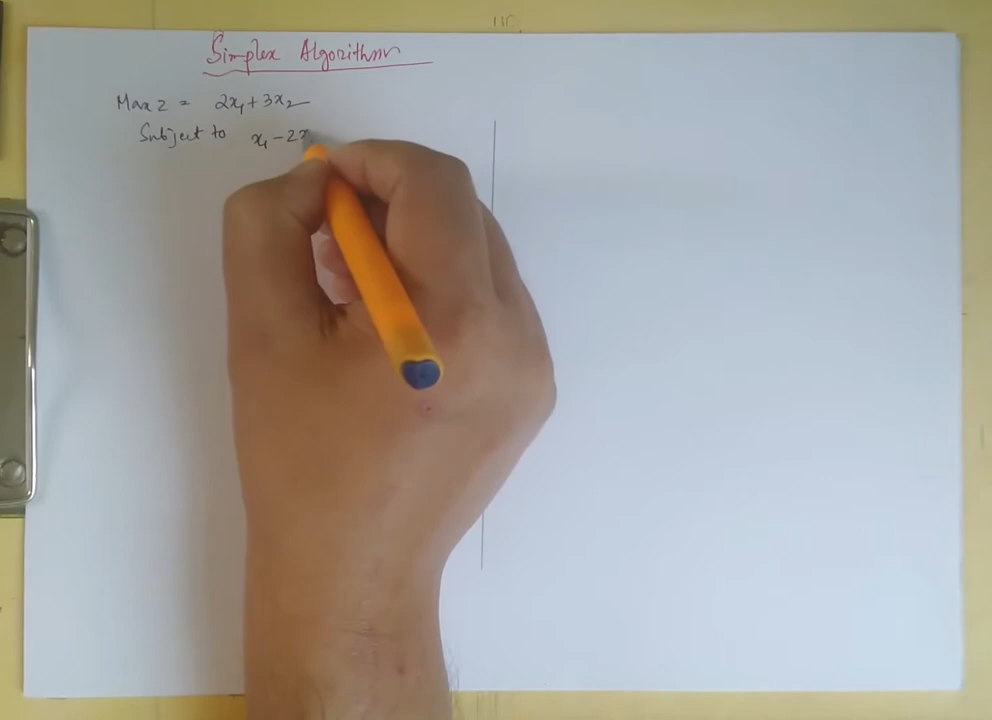 Simplex Algorithm
Max Z = 2x₁ + 3x₂
Subject to x₁ - 2x